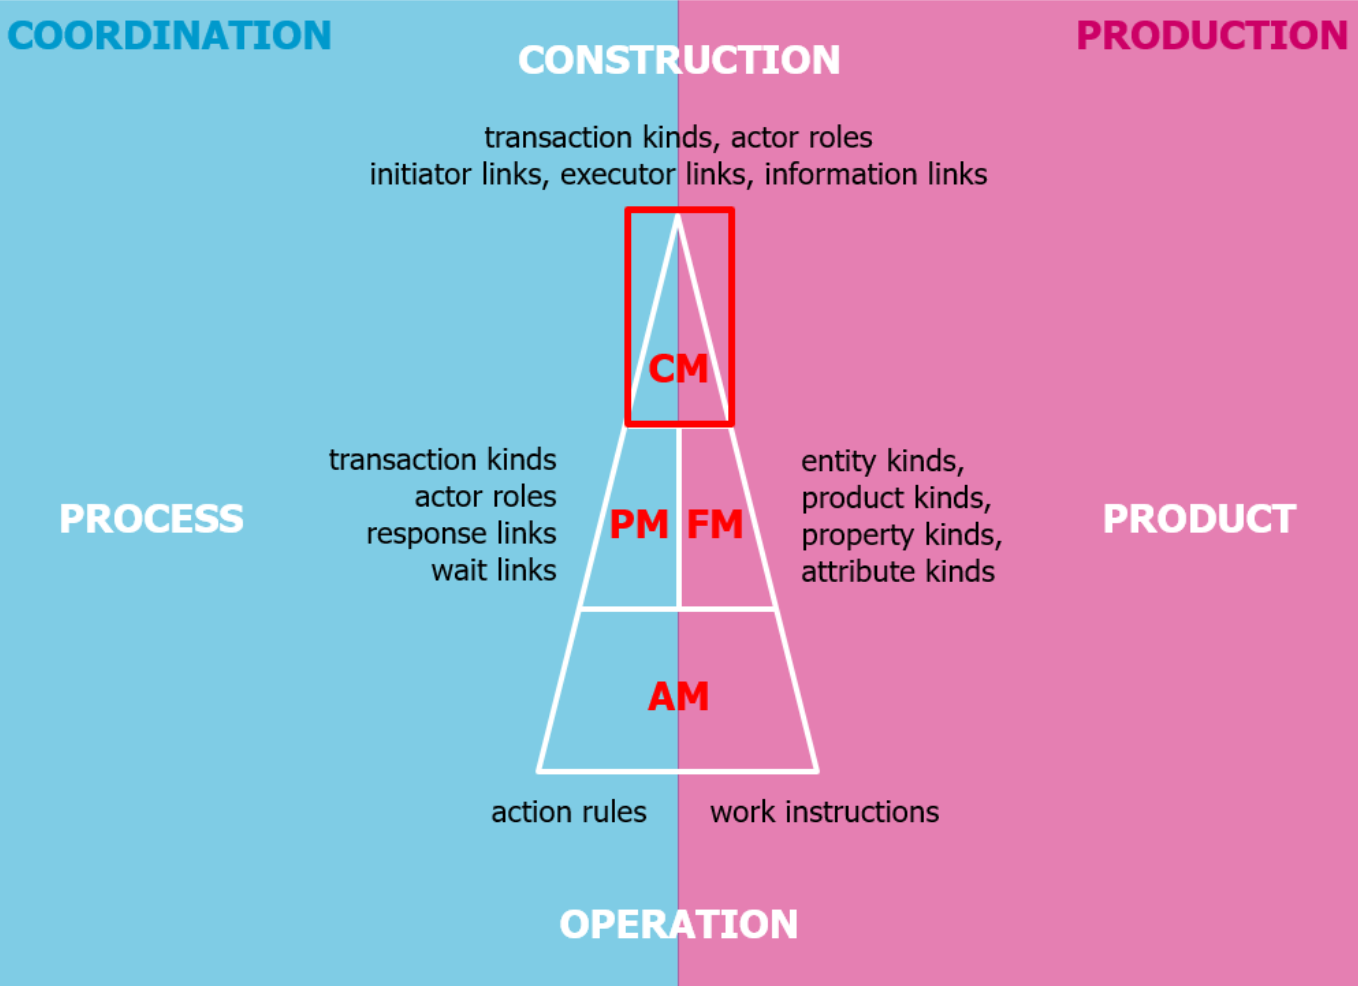 COORDINATION
PRODUCTION
CONSTRUCTION
transaction kinds, actor roles
initiator links, executor links, information links
CM
transaction kinds
actor roles
response links
wait links
PROCESS
PM
FM
entity kinds,
product kinds,
property kinds,
attribute kinds
PRODUCT
AM
action rules
work instructions
OPERATION